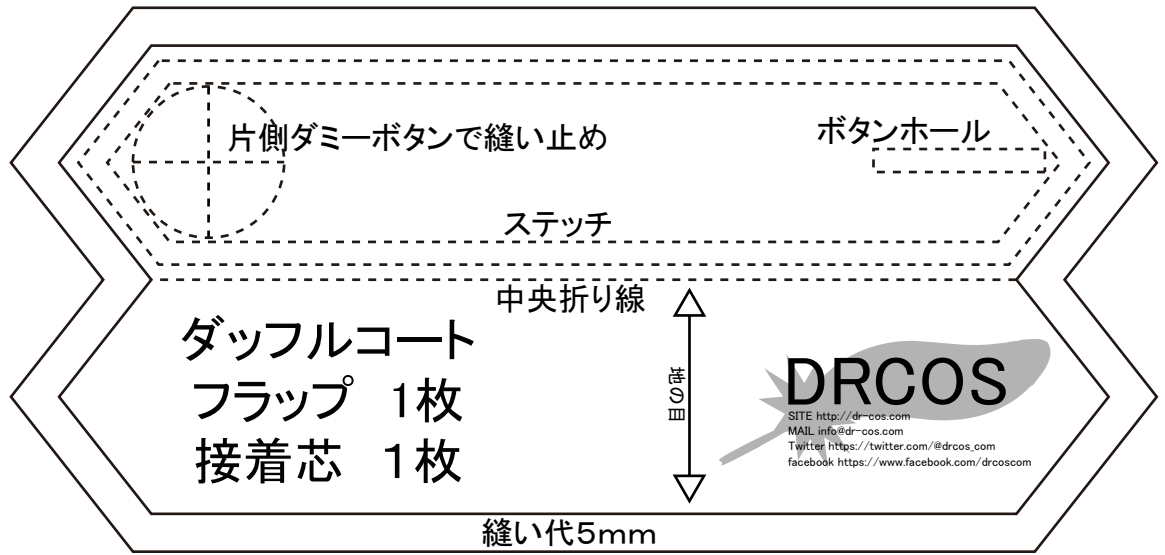 片側ダミーボタンで縫い止め
ボタンホール
ステッチ
中央折り線
ダッフルコート
フラップ 1枚
接着芯 1枚
地の目
DRCOS
SITE http://dr-cos.com
MAIL info@dr-cos.com
Twitter https://twitter.com/@drcos_com
facebook https://www.facebook.com/drcoscom
縫い代5mm